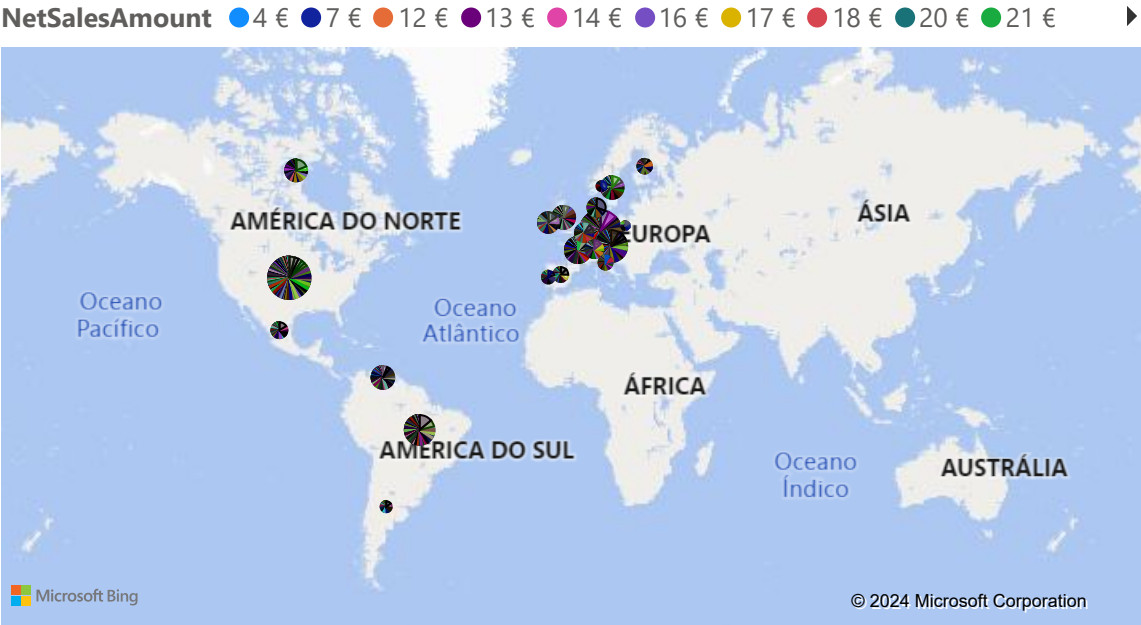 NetSalesAmount 4 € 7 € 12 € 13 € 14 € 16 € 17 € 18 € 20 € 21 €
AMÉRICA DO NORTE
ÁSIA
EUROPA
Oceano
Pacífico
Oceano
Atlântico
ÁFRICA
AMÉRICA DO SUL
Oceano
Índico
AUSTRÁLIA
Microsoft Bing
© 2024 Microsoft Corporation